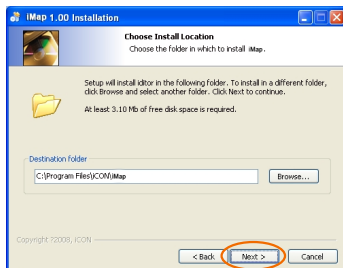 iMap 1.00 Installation
Choose Install Location
Choose the folder in which to install iMap.
Setup will install iditor in the following folder. To install in a different folder,
click Browse and select another folder. Click Next to continue.
At least 3.10 Mb of free disk space is required.
Destination folder
C:\Program Files\iCON\iMap
Browse...
Copyright ?2008, iCON
< Back
Next >
Cancel